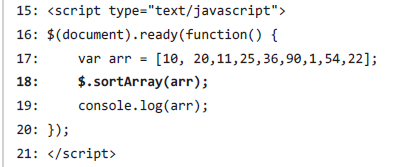 15: <script type="text/javascript">
16: $(document).ready(function() {
17:     var arr = [10, 20,11,25,36,90,1,54,22];
18:     $.sortArray(arr);
19:     console.log(arr);
20: });
21: </script>